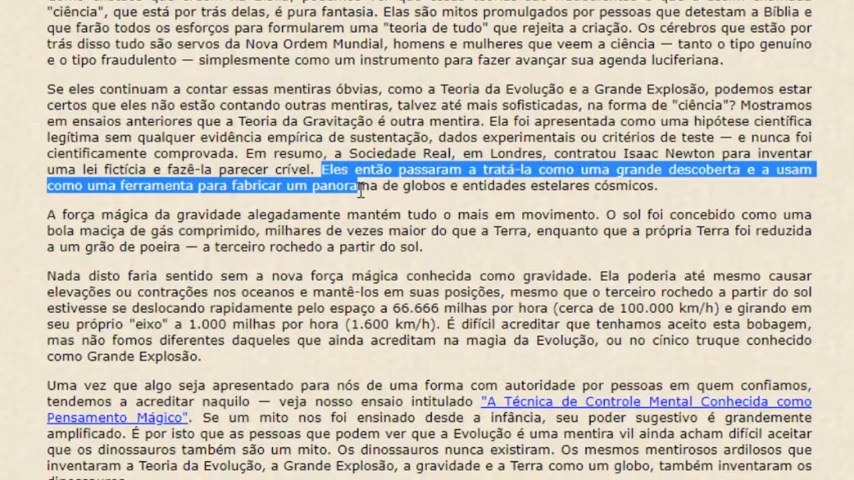 "ciência", que está por trás delas, é pura fantasia. Elas são mitos promulgados por pessoas que detestam a Bíblia e
que farão todos os esforços para formularem uma "teoria de tudo" que rejeita a criação. Os cérebros que estão por
trás disso tudo são servos da Nova Ordem Mundial, homens e mulheres que veem a ciência — tanto o tipo genuíno
e o tipo fraudulento — simplesmente como um instrumento para fazer avançar sua agenda luciferiana.
Se eles continuam a contar essas mentiras óbvias, como a Teoria da Evolução e a Grande Explosão, podemos estar
certos que eles não estão contando outras mentiras, talvez até mais sofisticadas, na forma de "ciência"? Mostramos
em ensaios anteriores que a Teoria da Gravitação é outra mentira. Ela foi apresentada como uma hipótese científica
legítima sem qualquer evidência empírica de sustentação, dados experimentais ou critérios de teste — e nunca foi
cientificamente comprovada. Em resumo, a Sociedade Real, em Londres, contratou Isaac Newton para inventar
uma lei fictícia e fazê-la parecer crível. Eles então passaram a tratá-la como uma grande descoberta e a usam
como uma ferramenta para fabricar um panorama de globos e entidades estelares cósmicos.
A força mágica da gravidade alegadamente mantém tudo o mais em movimento. O sol foi concebido como uma
bola maciça de gás comprimido, milhares de vezes maior do que a Terra, enquanto que a própria Terra foi reduzida
a um grão de poeira — a terceiro rochedo a partir do sol.
Nada disto faria sentido sem a nova força mágica conhecida como gravidade. Ela poderia até mesmo causar
elevações ou contrações nos oceanos e mantê-los em suas posições, mesmo que o terceiro rochedo a partir do sol
estivesse se deslocando rapidamente pelo espaço a 66.666 milhas por hora (cerca de 100.000 km/h) e girando em
seu próprio "eixo" a 1.000 milhas por hora (1.600 km/h). É difícil acreditar que tenhamos aceito esta bobagem,
mas não fomos diferentes daqueles que ainda acreditam na magia da Evolução, ou no cínico truque conhecido
como Grande Explosão.
Uma vez que algo seja apresentado para nós de uma forma com autoridade por pessoas em quem confiamos,
tendemos a acreditar naquilo — veja nosso ensaio intitulado "A Técnica de Controle Mental Conhecida como
Pensamento Mágico". Se um mito nos foi ensinado desde a infância, seu poder sugestivo é grandemente
amplificado. É por isto que as pessoas que podem ver que a Evolução é uma mentira vil ainda acham difícil aceitar
que os dinossauros também são um mito. Os dinossauros nunca existiram. Os mesmos mentirosos ardilosos que
inventaram a Teoria da Evolução, a Grande Explosão, a gravidade e a Terra como um globo, também inventaram os